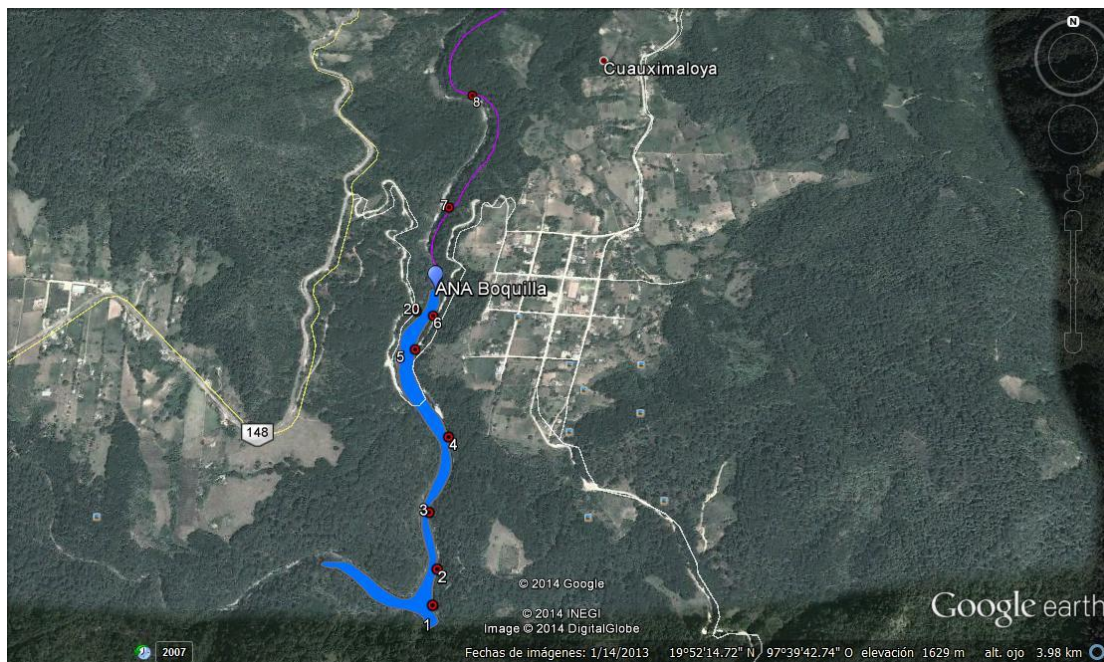 N
Cuauximaloya
8
7
ANA Boquilla
20
6
5
148
4
3
2
1
© 2014 Google
© 2014 INEGI
Image © 2014 DigitalGlobe
Google earth
2007
Fechas de imágenes: 1/14/2013 19°52'14.72" N 97°39'42.74" O elevación 1629 m alt. ojo 3.98 km